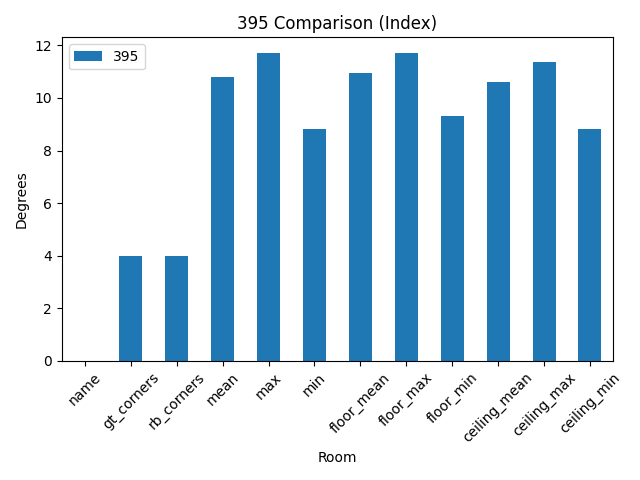 395 Comparison (Index)
395
Degrees
12
10
8
6
4
2
0
name
gt_corners
rb_corners
mean
max
min
floor_mean
floor_max
floor_min
ceiling_mean
ceiling_max
ceiling_min
Room